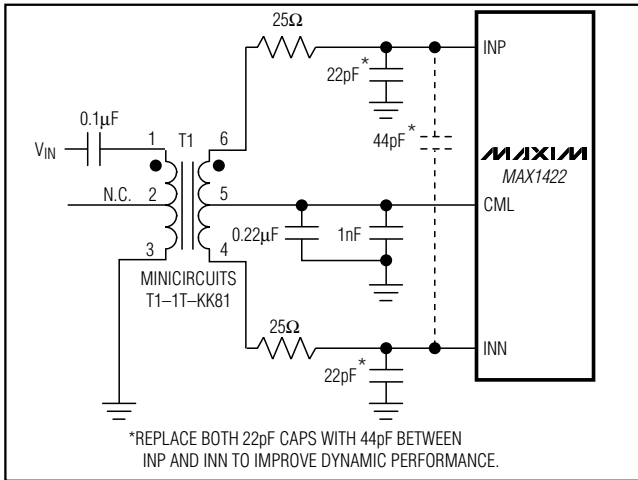 25Ω
INP
22pF*
0.1μF
44pF*
1
T1
6
VIN
MAXIM
MAX1422
N.C.
2
5
CML
0.22μF
1nF
3
4
MINICIRCUITS
T1–1T–KK81
25Ω
INN
22pF*
*REPLACE BOTH 22pF CAPS WITH 44pF BETWEEN
INP AND INN TO IMPROVE DYNAMIC PERFORMANCE.